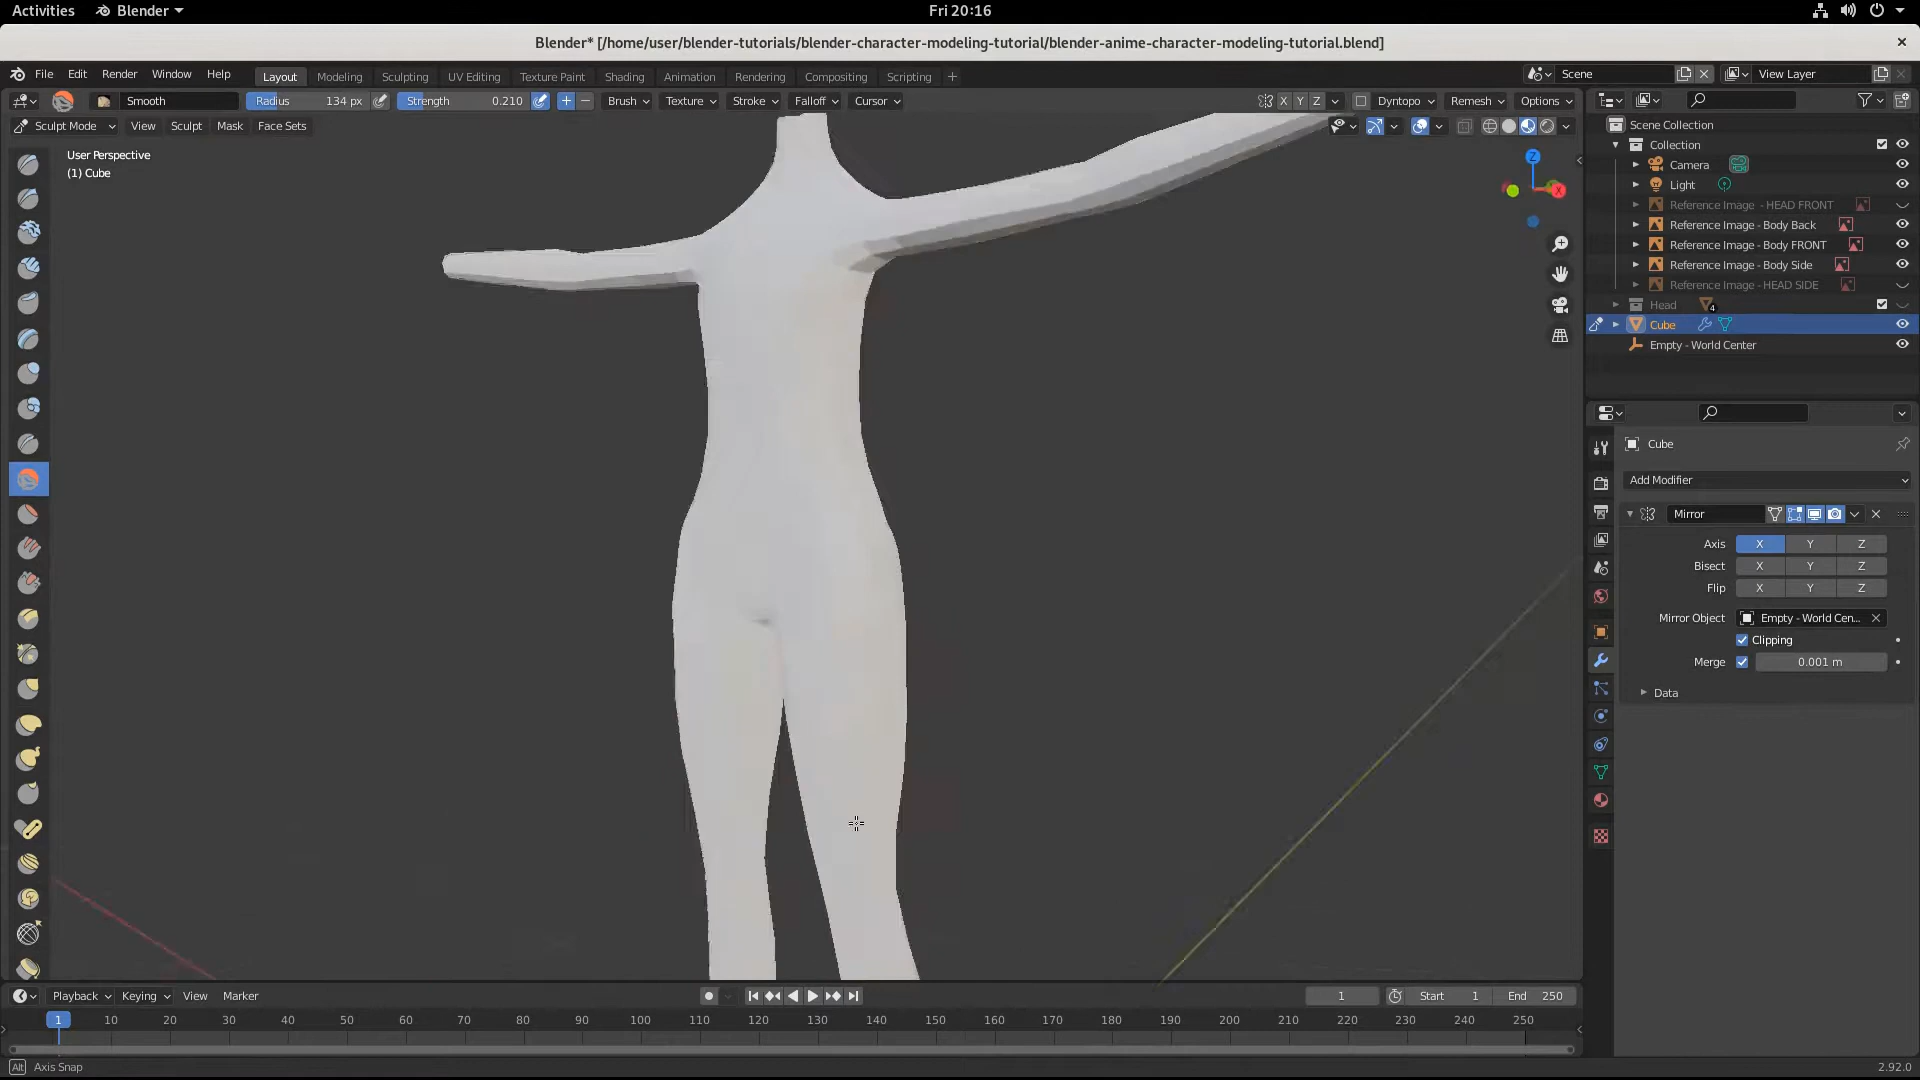 Activities Blender Fri 20:16
Blender* [/home/user/blender-tutorials/blender-character-modeling-tutorial/blender-anime-character-modeling-tutorial.blend]
File Edit Render Window Help Layout Modeling Sculpting UV Editing Texture Paint Shading Animation Rendering Compositing Scripting + Scene View Layer
Smooth Radius 134 px Strength 0.210 Brush Texture Stroke Falloff Cursor X Y Z Dyntopo Remesh Options
Sculpt Mode View Sculpt Mask Face Sets
User Perspective
(1) Cube
Z
X
Scene Collection
Collection
Camera
Light
Reference Image - HEAD FRONT
Reference Image - Body Back
Reference Image - Body FRONT
Reference Image - Body Side
Reference Image - HEAD SIDE
Head 4
Cube
Empty - World Center
Cube
Add Modifier
Mirror
Axis X Y Z
Bisect X Y Z
Flip X Y Z
Mirror Object Empty - World Cen...
Clipping
Merge 0.001 m
Data
Playback Keying View Marker 1 Start 1 End 250
1 10 20 30 40 50 60 70 80 90 100 110 120 130 140 150 160 170 180 190 200 210 220 230 240 250
Alt Axis Snap 2.92.0